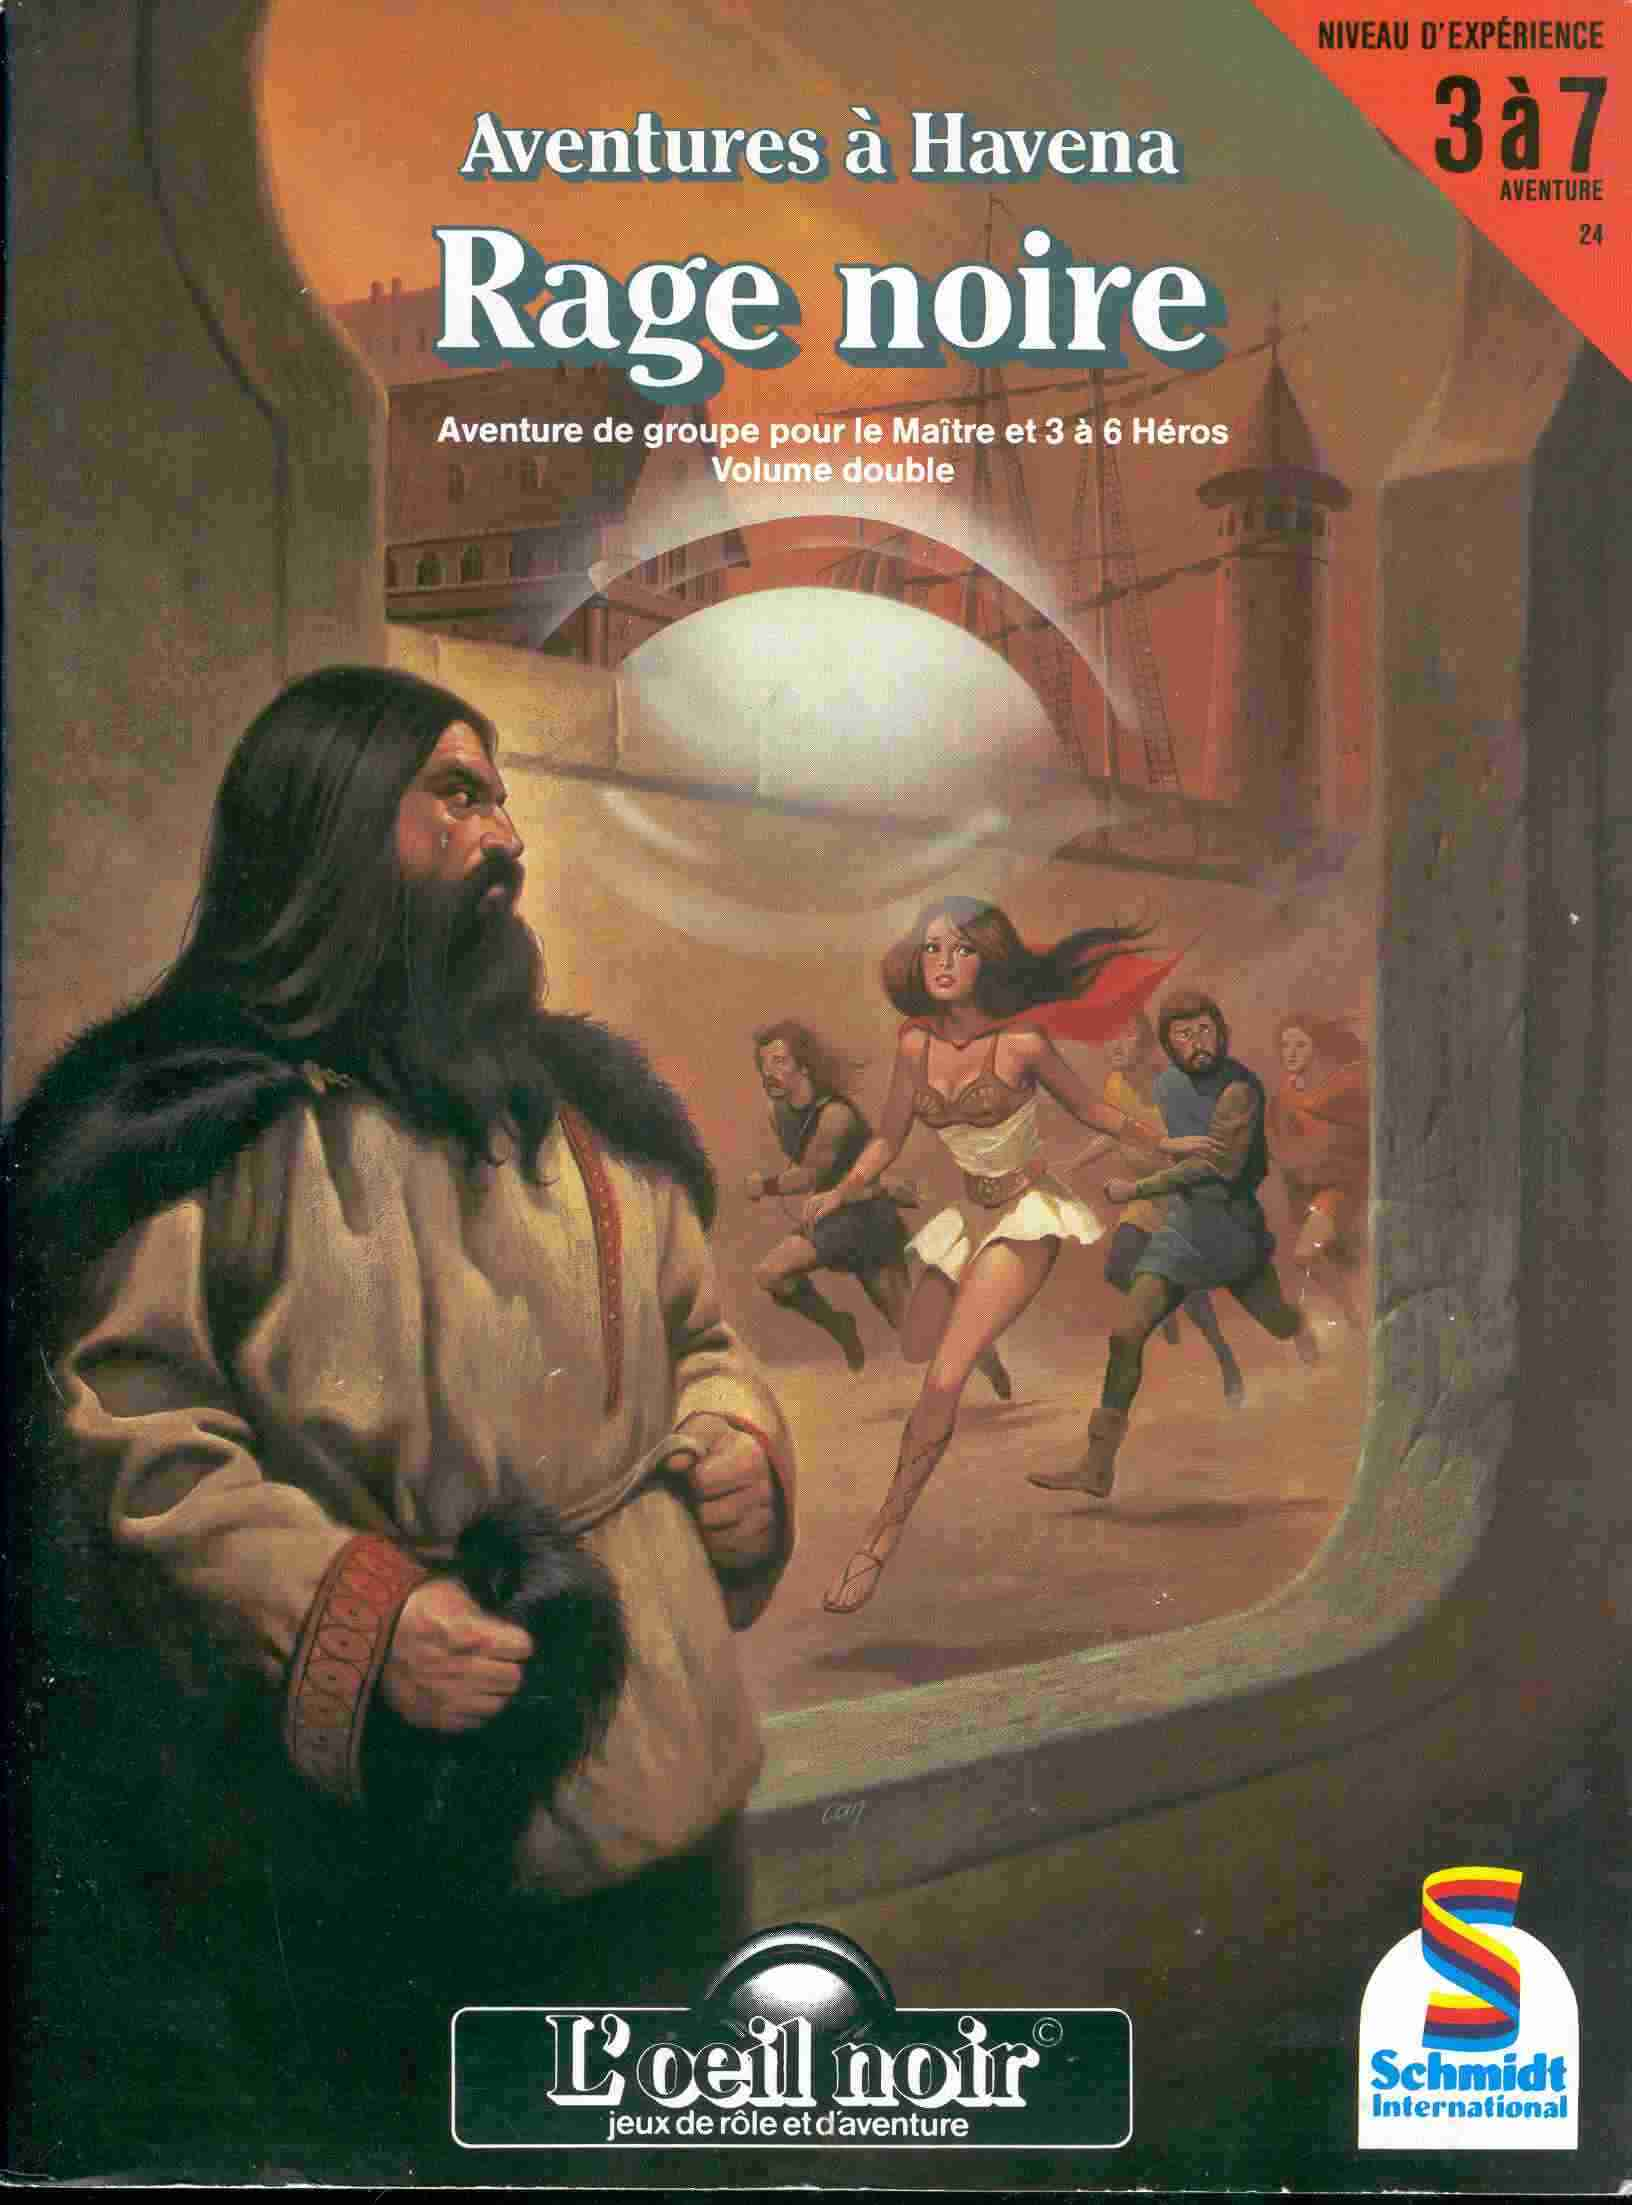 NIVEAU D'EXPÉRIENCE
3 à 7
AVENTURE
24
Aventures à Havena
Rage noire
Aventure de groupe pour le Maître et 3 à 6 Héros
Volume double
L'oeil noir ©
jeux de rôle et d'aventure
Schmidt
International